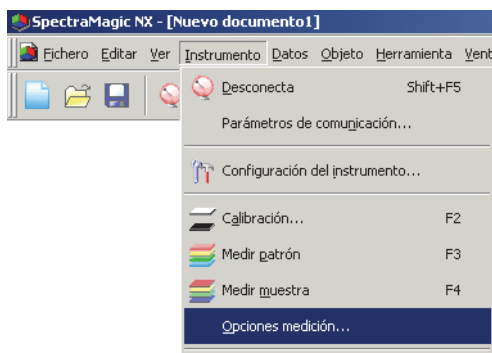 SpectraMagic NX - [Nuevo documento1]
Fichero Editar Ver Instrumento Datos Objeto Herramienta Vent
Desconecta Shift+F5
Parámetros de comunicación...
Configuración del instrumento...
Calibración... F2
Medir patrón F3
Medir muestra F4
Opciones medición...